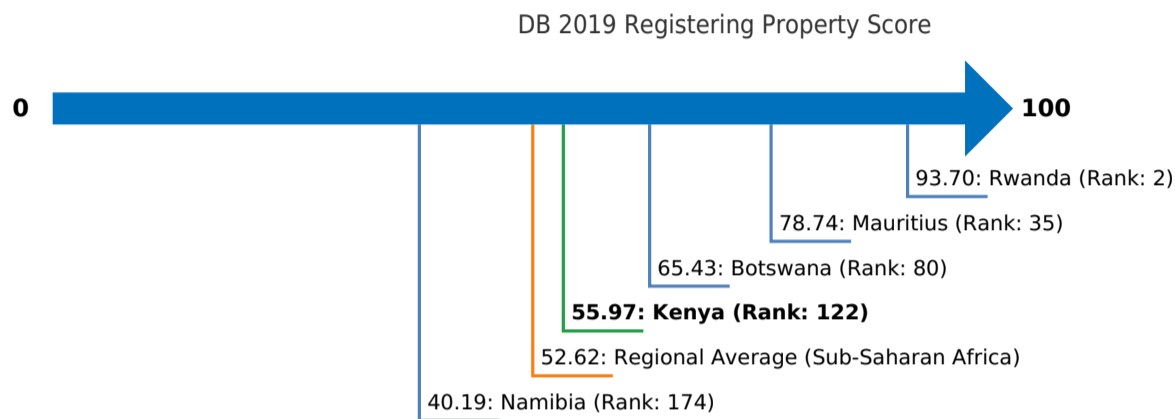 DB 2019 Registering Property Score
0
100
93.70: Rwanda (Rank: 2)
78.74: Mauritius (Rank: 35)
65.43: Botswana (Rank: 80)
55.97: Kenya (Rank: 122)
52.62: Regional Average (Sub-Saharan Africa)
40.19: Namibia (Rank: 174)